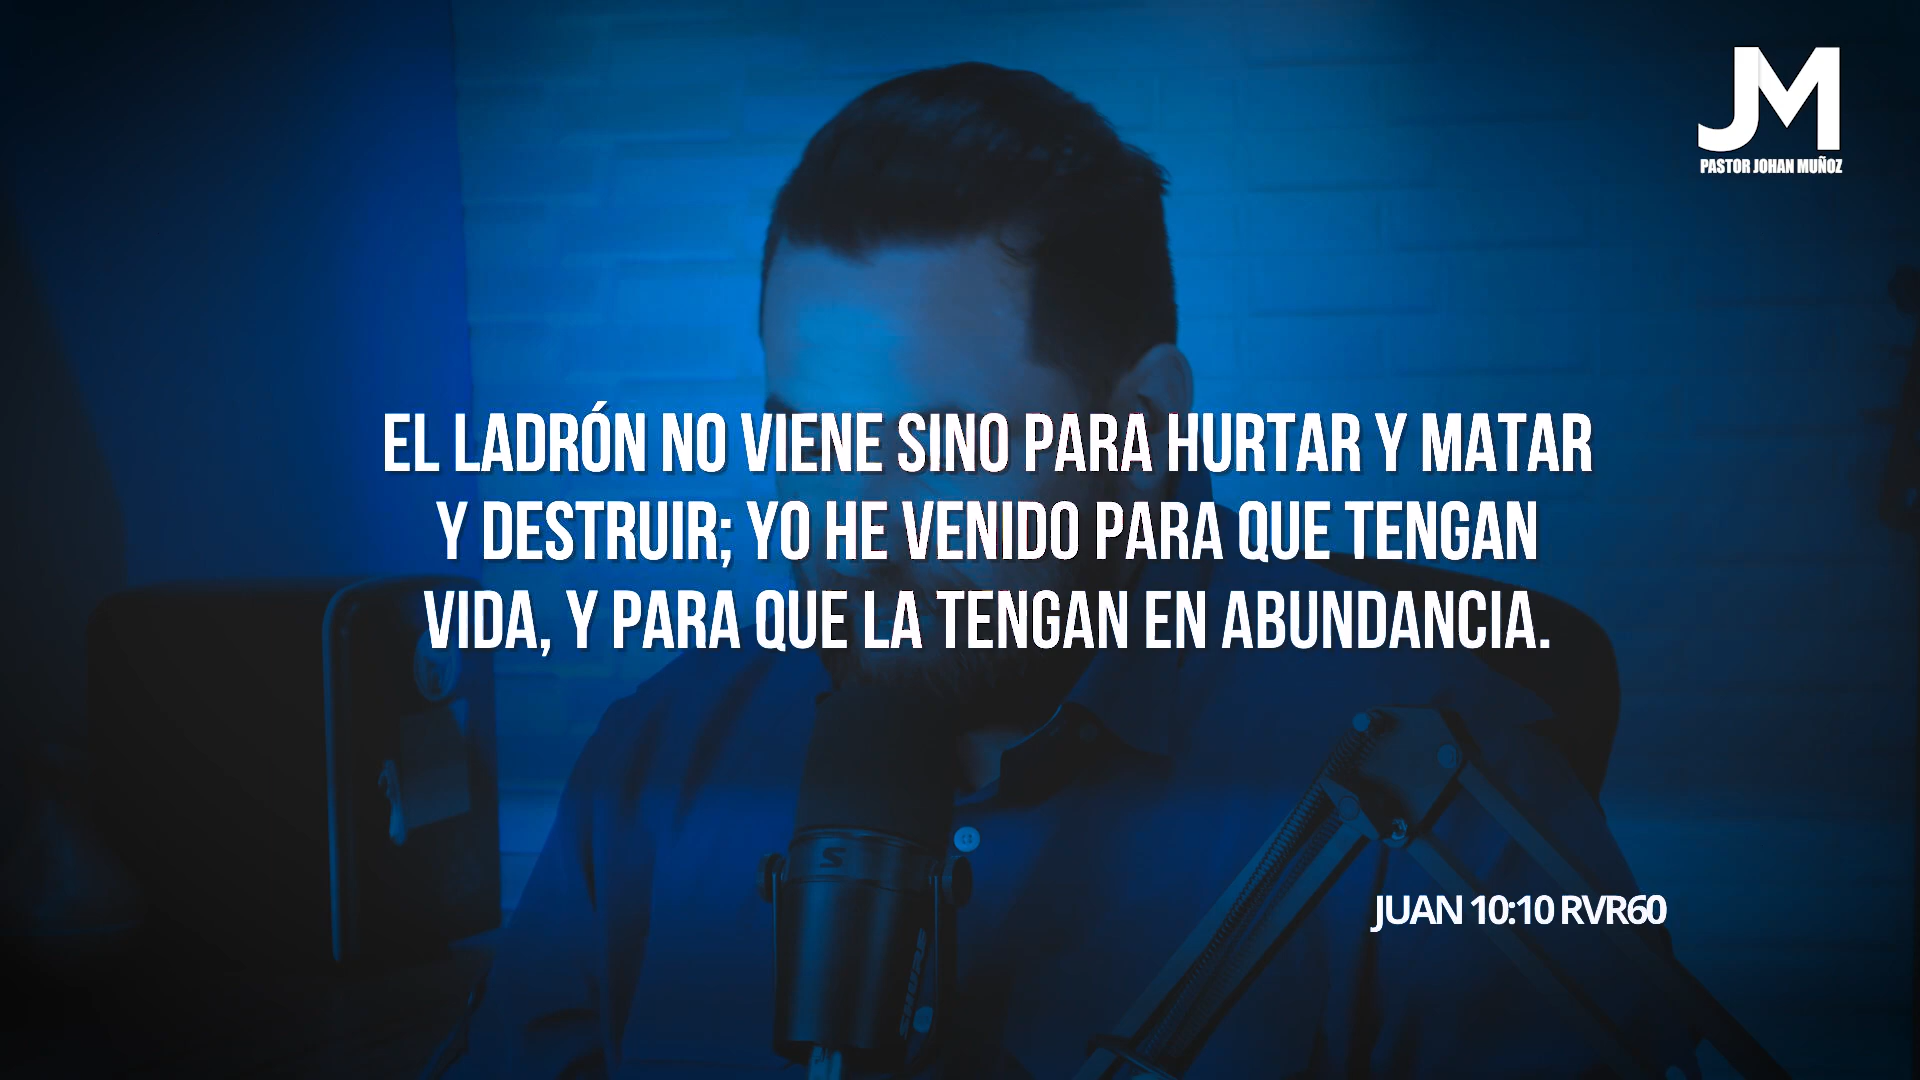 JM
PASTOR JOHAN MUÑOZ
EL LADRÓN NO VIENE SINO PARA HURTAR Y MATAR
Y DESTRUIR; YO HE VENIDO PARA QUE TENGAN
VIDA, Y PARA QUE LA TENGAN EN ABUNDANCIA.
JUAN 10:10 RVR60
SHURE